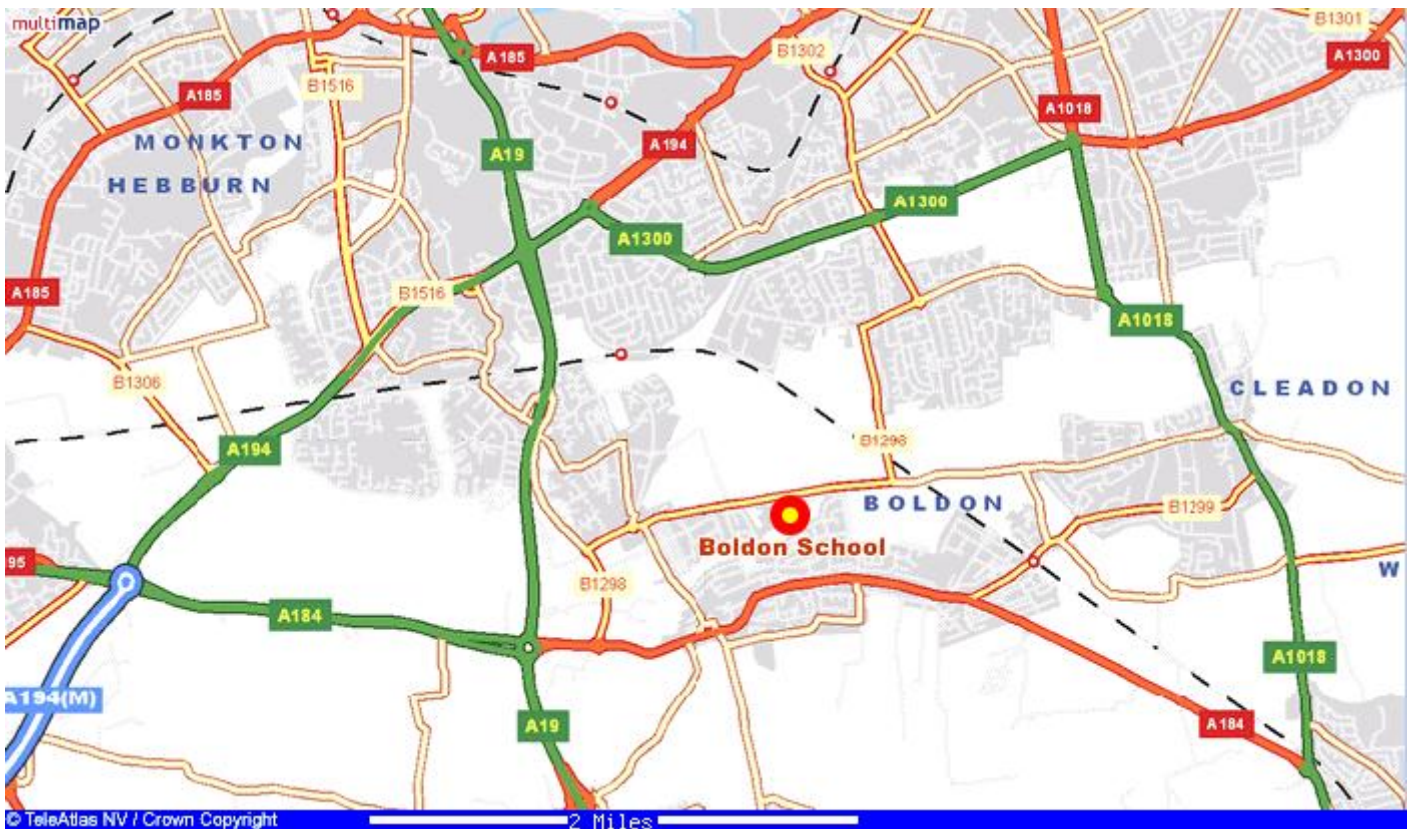 multimap
B1301
A185
B1302
A1300
B1516
A185
A1018
MONKTON
A194
A19
HEBBURN
A1300
A1300
A185
B1516
A1018
B1306
CLEADON
B1298
A194
BOLDON
B1299
Boldon School
95
W
B1298
A184
A1018
A194(M)
A19
A184
© TeleAtlas NV / Crown Copyright
2 Miles